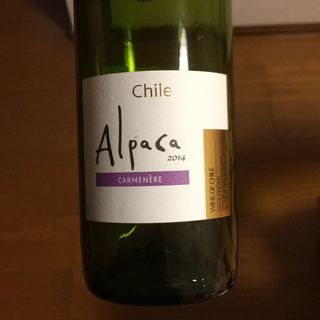 Chile
Alpaca
2014
CARMENÈRE
WINE OF CHILE